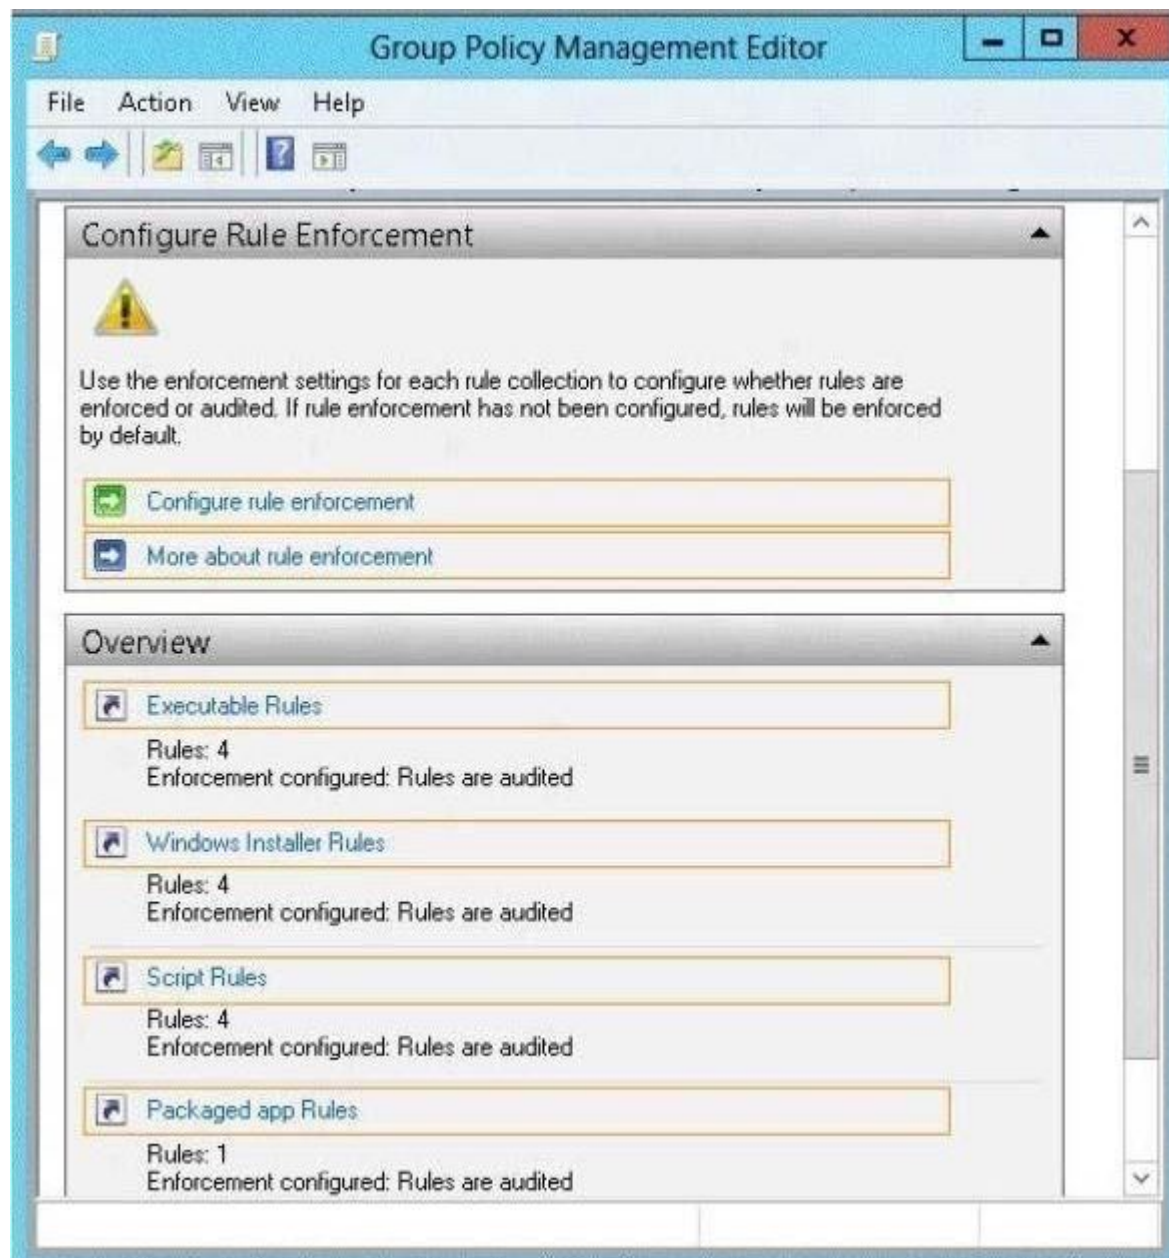 Group Policy Management Editor
File Action View Help
Configure Rule Enforcement
Use the enforcement settings for each rule collection to configure whether rules are
enforced or audited. If rule enforcement has not been configured, rules will be enforced
by default.
Configure rule enforcement
More about rule enforcement
Overview
Executable Rules
Rules: 4
Enforcement configured: Rules are audited
Windows Installer Rules
Rules: 4
Enforcement configured: Rules are audited
Script Rules
Rules: 4
Enforcement configured: Rules are audited
Packaged app Rules
Rules: 1
Enforcement configured: Rules are audited